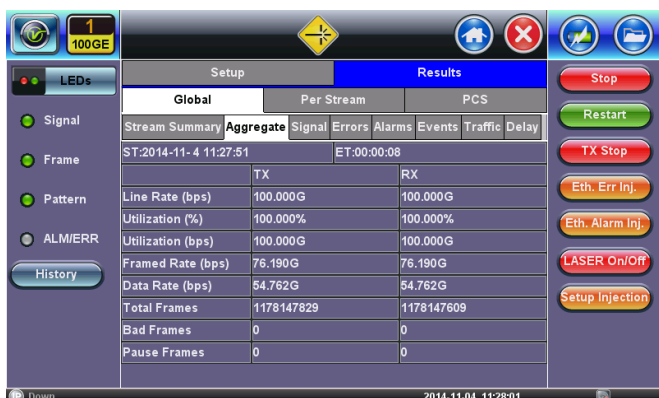 1
100GE
LEDs
Signal
Frame
Pattern
ALM/ERR
History
Setup Results
Global Per Stream PCS
Stream Summary Aggregate Signal Errors Alarms Events Traffic Delay
ST:2014-11- 4 11:27:51 ET:00:00:08
TX RX
Line Rate (bps) 100.000G 100.000G
Utilization (%) 100.000% 100.000%
Utilization (bps) 100.000G 100.000G
Framed Rate (bps) 76.190G 76.190G
Data Rate (bps) 54.762G 54.762G
Total Frames 1178147829 1178147609
Bad Frames 0 0
Pause Frames 0 0
Stop
Restart
TX Stop
Eth. Err Inj.
Eth. Alarm Inj.
LASER On/Off
Setup Injection
IP Down 2014-11-04 11:28:01